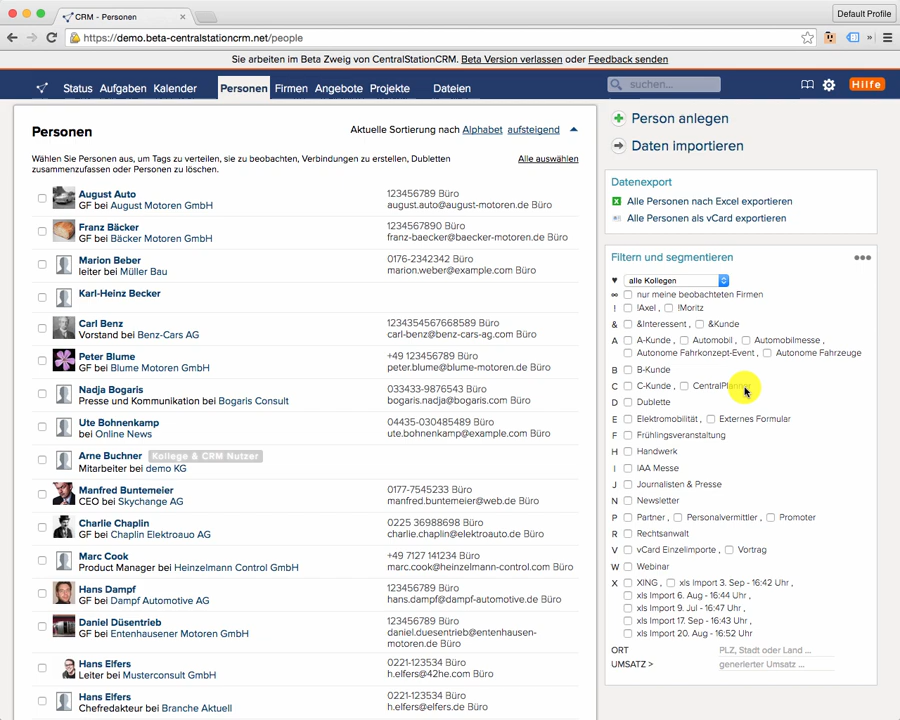 CRM - Personen
Default Profile
https://demo.beta-centralstationcrm.net/people
Sie arbeiten im Beta Zweig von CentralStationCRM. Beta Version verlassen oder Feedback senden
Status Aufgaben Kalender Personen Firmen Angebote Projekte Dateien
suchen...
Hilfe
Personen
Aktuelle Sortierung nach Alphabet aufsteigend
Wählen Sie Personen aus, um Tags zu verteilen, sie zu beobachten, Verbindungen zu erstellen, Dubletten
zusammenzufassen oder Personen zu löschen.
Alle auswählen
August Auto
GF bei August Motoren GmbH
123456789 Büro
august.auto@august-motoren.de Büro
Franz Bäcker
GF bei Bäcker Motoren GmbH
1234567890 Büro
franz-baecker@baecker-motoren.de Büro
Marion Beber
leiter bei Müller Bau
0176-2342342 Büro
marion.weber@example.com Büro
Karl-Heinz Becker
Carl Benz
Vorstand bei Benz-Cars AG
1234354567668589 Büro
carl-benz@benz-cars-ag.com Büro
Peter Blume
GF bei Blume Motoren GmbH
+49 123456789 Büro
peter.blume@blume-motoren.de Büro
Nadja Bogaris
Presse und Kommunikation bei Bogaris Consult
033433-9876543 Büro
bogaris.nadja@bogaris.com Büro
Ute Bohnenkamp
bei Online News
04435-030485489 Büro
ute.bohnenkamp@example.com Büro
Arne Buchner Kollege & CRM Nutzer
Mitarbeiter bei demo KG
Manfred Buntemeier
CEO bei Skychange AG
0177-7545233 Büro
manfred.buntemeier@web.de Büro
Charlie Chaplin
GF bei Chaplin Elektroauo AG
0225 36988698 Büro
charlie.chaplin@elektroauto.de Büro
Marc Cook
Product Manager bei Heinzelmann Control GmbH
+49 7127 141234 Büro
marc.cook@heinzelmann-control.com Büro
Hans Dampf
GF bei Dampf Automotive AG
123456789 Büro
hans.dampf@dampf-automotive.de Büro
Daniel Düsentrieb
GF bei Entenhausener Motoren GmbH
123456789 Büro
daniel.duesentrieb@entenhausen-
motoren.de Büro
Hans Elfers
Leiter bei Musterconsult GmbH
0221-123534 Büro
h.elfers@42he.com Büro
Hans Elfers
Chefredakteur bei Branche Aktuell
0221-123534 Büro
h.elfers@elfers.de Büro
Person anlegen
Daten importieren
Datenexport
Alle Personen nach Excel exportieren
Alle Personen als vCard exportieren
Filtern und segmentieren
alle Kollegen
nur meine beobachteten Firmen
! !Axel , !Moritz
& &Interessent , &Kunde
A A-Kunde , Automobil , Automobilmesse ,
Autonome Fahrkonzept-Event , Autonome Fahrzeuge
B B-Kunde
C C-Kunde , CentralPlanner
D Dublette
E Elektromobilität , Externes Formular
F Frühlingsveranstaltung
H Handwerk
I IAA Messe
J Journalisten & Presse
N Newsletter
P Partner , Personalvermittler , Promoter
R Rechtsanwalt
V vCard Einzelimporte , Vortrag
W Webinar
X XING , xls Import 3. Sep - 16:42 Uhr ,
xls Import 6. Aug - 16:44 Uhr ,
xls Import 9. Jul - 16:47 Uhr ,
xls Import 17. Sep - 16:43 Uhr ,
xls Import 20. Aug - 16:52 Uhr
ORT PLZ, Stadt oder Land ...
UMSATZ > generierter Umsatz ...